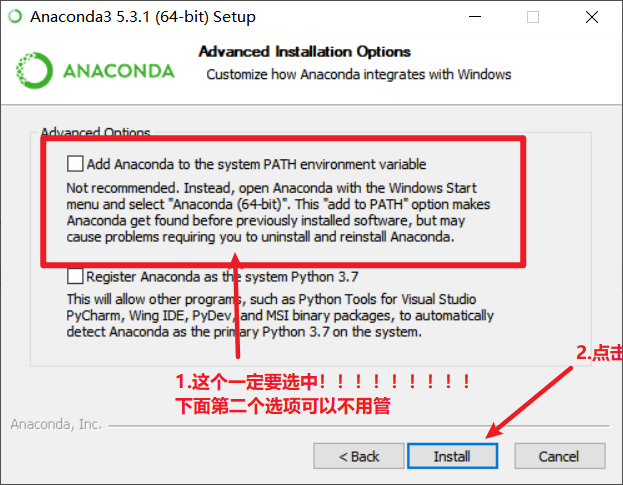 Anaconda3 5.3.1 (64-bit) Setup
Advanced Installation Options
ANACONDA
Customize how Anaconda integrates with Windows
Advanced Options
Add Anaconda to the system PATH environment variable
Not recommended. Instead, open Anaconda with the Windows Start
menu and select "Anaconda (64-bit)". This "add to PATH" option makes
Anaconda get found before previously installed software, but may
cause problems requiring you to uninstall and reinstall Anaconda.
Register Anaconda as the system Python 3.7
This will allow other programs, such as Python Tools for Visual Studio
PyCharm, Wing IDE, PyDev, and MSI binary packages, to automatically
detect Anaconda as the primary Python 3.7 on the system.
2.点击
1.这个一定要选中！！！！！！！！！
下面第二个选项可以不用管
Anaconda, Inc.
< Back
Install
Cancel